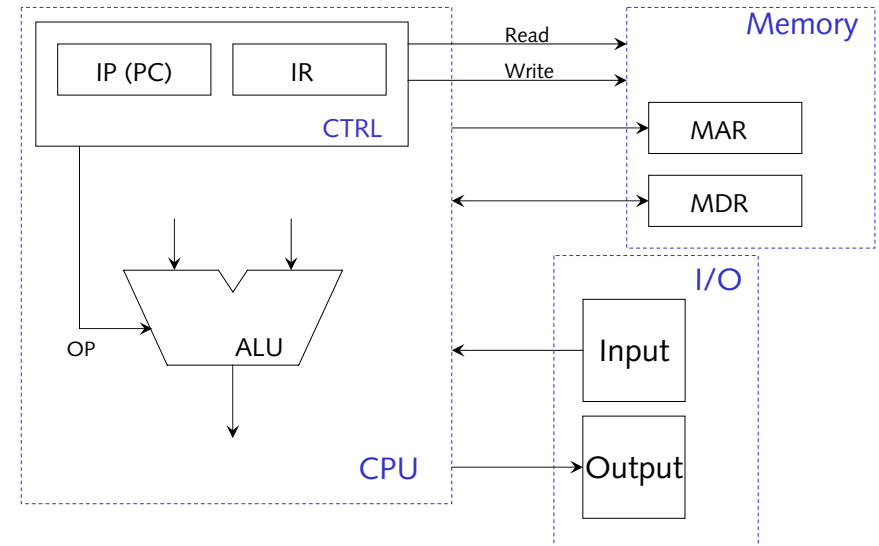 Memory
Read
IP (PC)
IR
Write
CTRL
MAR
MDR
I/O
OP
ALU
Input
CPU
Output